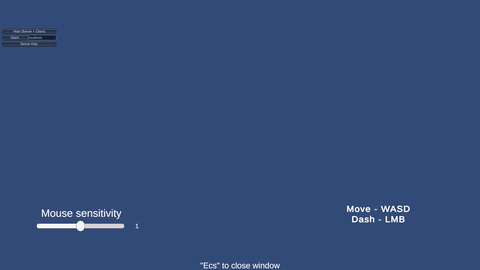 Host (Server + Client)
Client
localhost
Server Only
Mouse sensitivity
1
Move - WASD
Dash - LMB
"Ecs" to close window